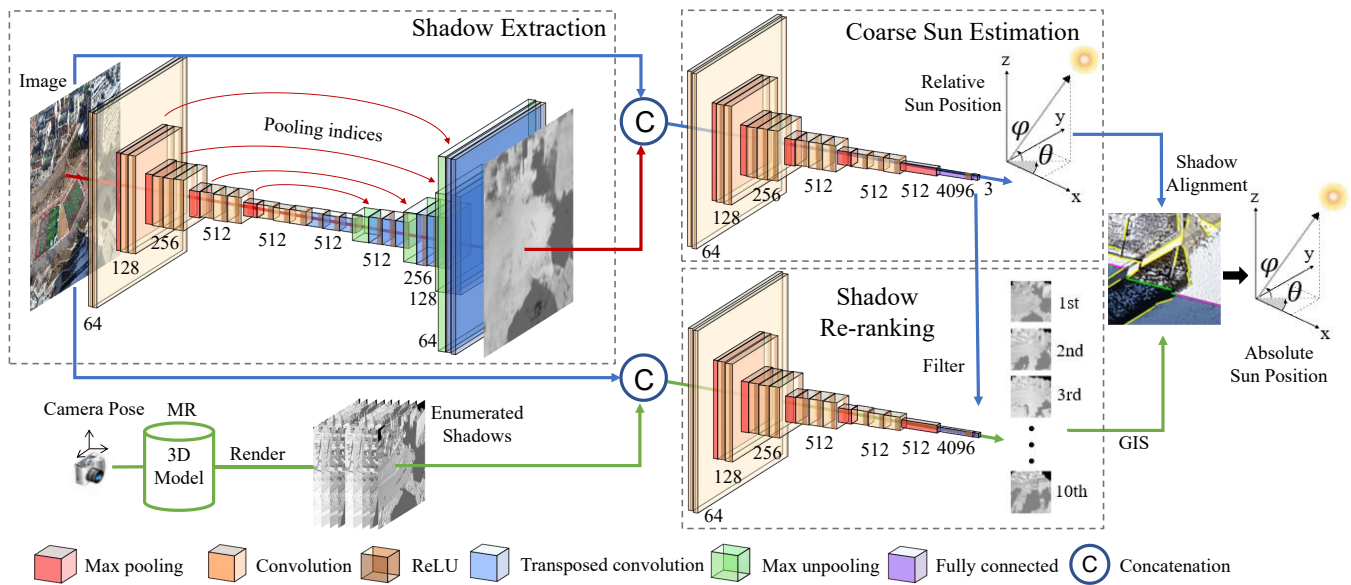 Shadow Extraction
Image
Pooling indices
64
128
256
512
512
512
512
256
128
64
C
Coarse Sun Estimation
Relative
Sun Position
z
y
x
φ
θ
64
128
256
512
512
512
4096
3
Shadow
Alignment
z
y
x
φ
θ
Absolute
Sun Position
Shadow
Re-ranking
Filter
1st
2nd
3rd
10th
GIS
C
64
128
256
512
512
512
4096
Camera Pose
MR
3D
Model
Render
Enumerated
Shadows
Max pooling
Convolution
ReLU
Transposed convolution
Max unpooling
Fully connected
C
Concatenation